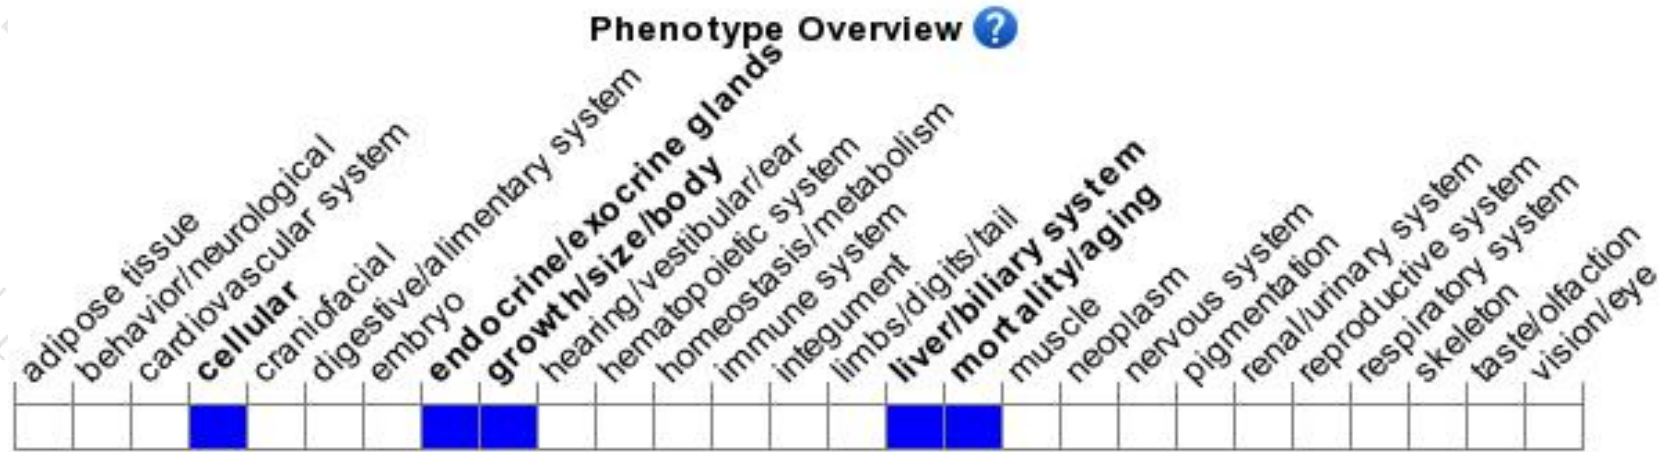 Phenotype Overview ?
adipose tissue
behavior/neurological
cardiovascular system
cellular
craniofacial
digestive/alimentary system
embryo
endocrine/exocrine glands
growth/size/body
hearing/vestibular/ear
hematopoietic system
homeostasis/metabolism
immune system
integument
limbs/digits/tail
liver/biliary system
mortality/aging
muscle
neoplasm
nervous system
pigmentation
renal/urinary system
reproductive system
respiratory system
skeleton
taste/olfaction
vision/eye